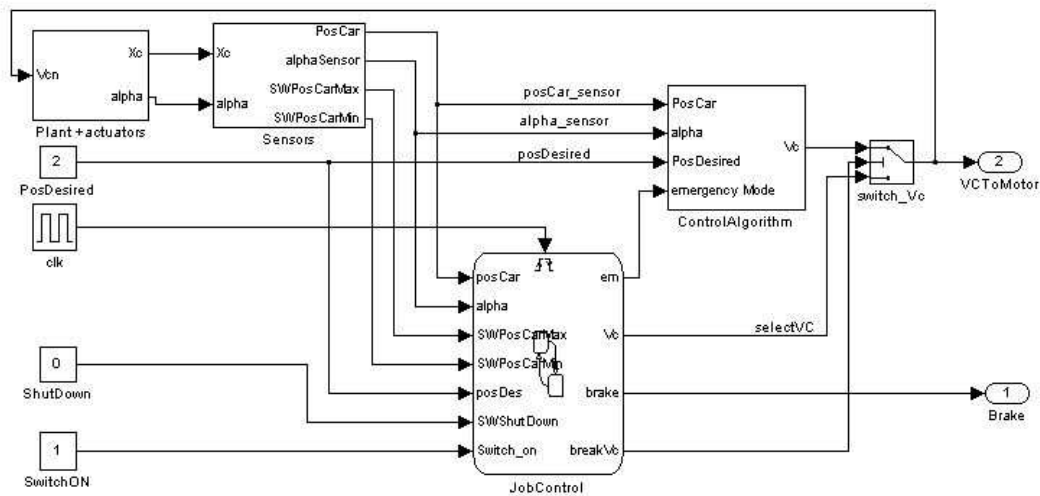 Vcn
Xc
alpha
Plant +actuators
Xc
alpha
PosCar
alphaSensor
SWPosCarMax
SWPosCarMin
Sensors
2
PosDesired
clk
0
ShutDown
1
SwitchON
posCar_sensor
alpha_sensor
posDesired
PosCar
alpha
PosDesired
emergency Mode
Vc
ControlAlgorithm
switch_Vc
2
VCToMotor
posCar
alpha
SWPosCarMax
SWPosCarMin
posDes
SWShutDown
Switch_on
em
Vc
brake
breakVc
JobControl
selectVC
1
Brake